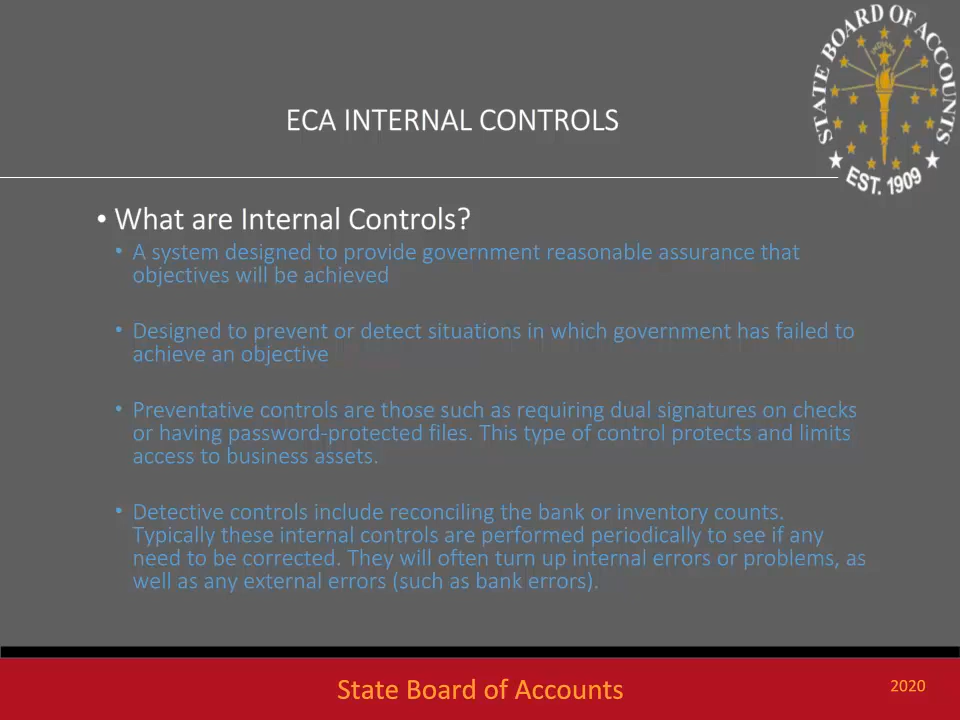 STATE BOARD OF ACCOUNTS
INDIANA
EST. 1909
ECA INTERNAL CONTROLS
• What are Internal Controls?
• A system designed to provide government reasonable assurance that
objectives will be achieved
• Designed to prevent or detect situations in which government has failed to
achieve an objective
• Preventative controls are those such as requiring dual signatures on checks
or having password-protected files. This type of control protects and limits
access to business assets.
• Detective controls include reconciling the bank or inventory counts.
Typically these internal controls are performed periodically to see if any
need to be corrected. They will often turn up internal errors or problems, as
well as any external errors (such as bank errors).
State Board of Accounts
2020